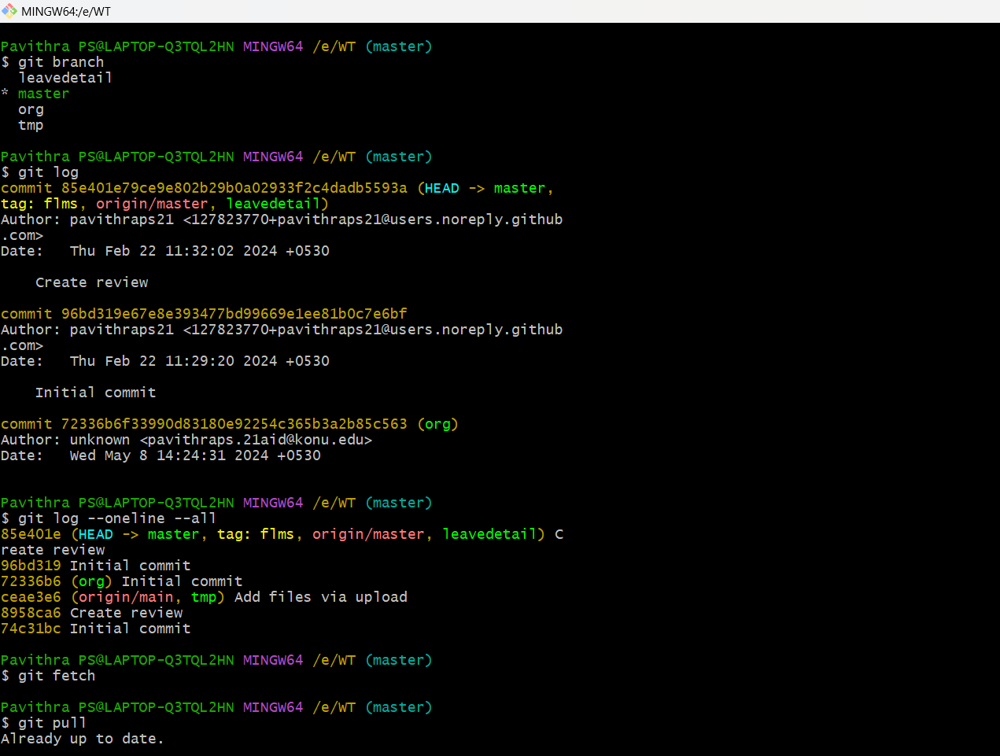 MINGW64:/e/WT
Pavithra PS@LAPTOP-Q3TQL2HN MINGW64 /e/WT (master)
$ git branch
  leavedetail
* master
  org
  tmp
Pavithra PS@LAPTOP-Q3TQL2HN MINGW64 /e/WT (master)
$ git log
commit 85e401e79ce9e802b29b0a02933f2c4dadb5593a (HEAD -> master,
tag: flms, origin/master, leavedetail)
Author: pavithraps21 <127823770+pavithraps21@users.noreply.github
.com>
Date:   Thu Feb 22 11:32:02 2024 +0530
    Create review
commit 96bd319e67e8e393477bd99669e1ee81b0c7e6bf
Author: pavithraps21 <127823770+pavithraps21@users.noreply.github
.com>
Date:   Thu Feb 22 11:29:20 2024 +0530
    Initial commit
commit 72336b6f33990d83180e92254c365b3a2b85c563 (org)
Author: unknown <pavithraps.21aid@konu.edu>
Date:   Wed May 8 14:24:31 2024 +0530
Pavithra PS@LAPTOP-Q3TQL2HN MINGW64 /e/WT (master)
$ git log --oneline --all
85e401e (HEAD -> master, tag: flms, origin/master, leavedetail) C
reate review
96bd319 Initial commit
72336b6 (org) Initial commit
ceae3e6 (origin/main, tmp) Add files via upload
8958ca6 Create review
74c31bc Initial commit
Pavithra PS@LAPTOP-Q3TQL2HN MINGW64 /e/WT (master)
$ git fetch
Pavithra PS@LAPTOP-Q3TQL2HN MINGW64 /e/WT (master)
$ git pull
Already up to date.